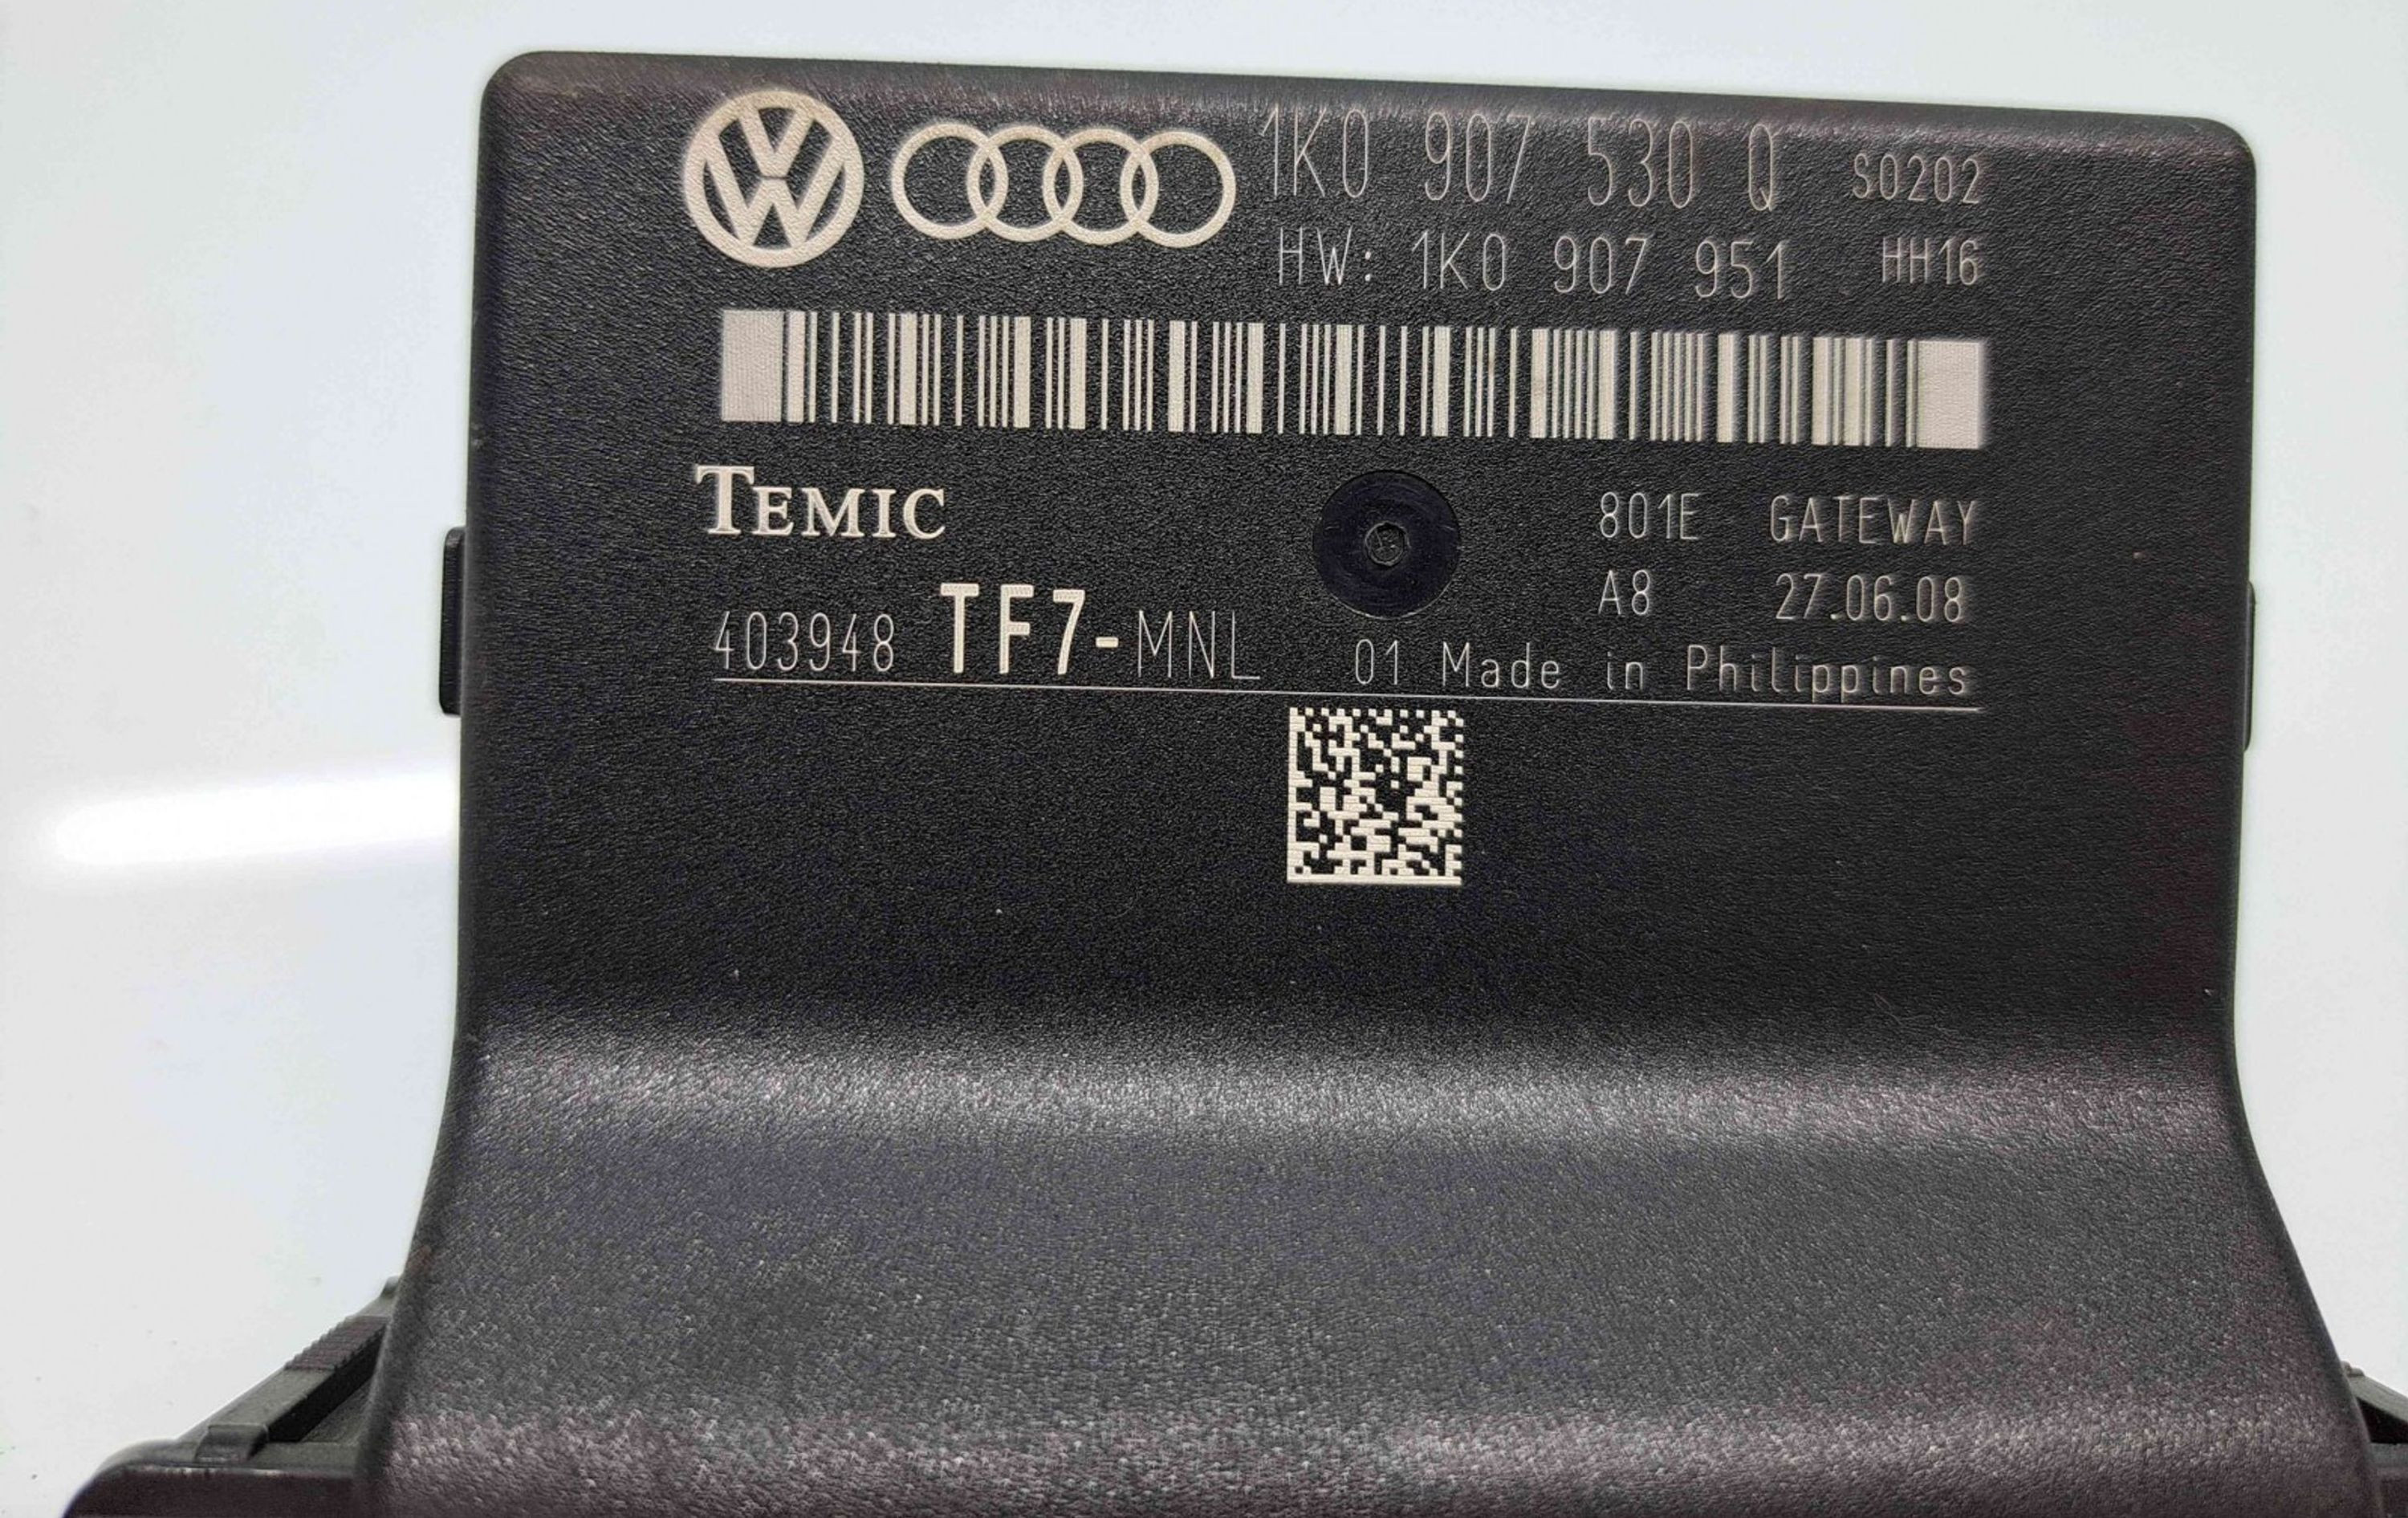 1K0 907 530 Q S0202
HW: 1K0 907 951 HH16
TEMIC 801E GATEWAY
A8 27.06.08
403948 TF7-MNL 01 Made in Philippines